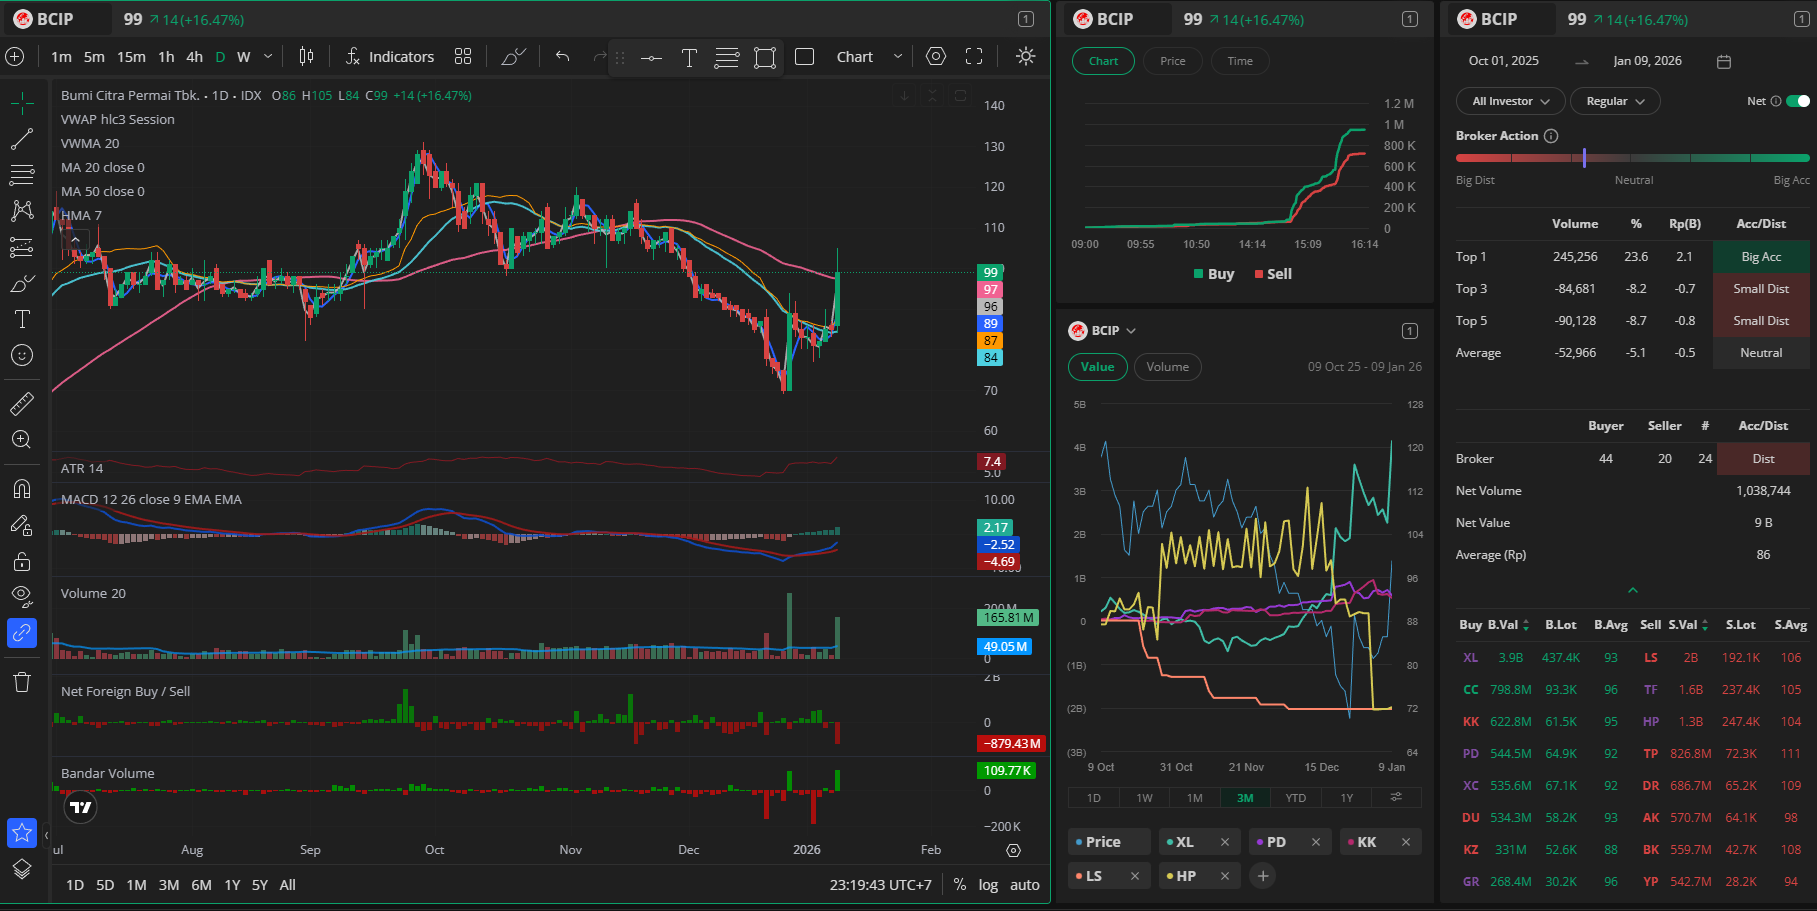 BCIP 99 14 (+16.47%) 1
1m 5m 15m 1h 4h D W Indicators T Chart
Bumi Citra Permai Tbk. • 1D • IDX O86 H105 L84 C99 +14 (+16.47%)
VWAP hlc3 Session
VWMA 20
MA 20 close 0
MA 50 close 0
HMA 7
140
130
120
110
99
97
96
89
87
84
70
60
ATR 14
7.4
5.0
MACD 12 26 close 9 EMA EMA
10.00
2.17
−2.52
−4.69
Volume 20
200M
165.81M
49.05M
0
Net Foreign Buy / Sell
2B
0
−879.43M
Bandar Volume
109.77K
0
−200K
ul Aug Sep Oct Nov Dec 2026 Feb
1D 5D 1M 3M 6M 1Y 5Y All 23:19:43 UTC+7 % log auto
BCIP 99 14 (+16.47%) 1
Chart Price Time
1.2 M
1 M
800 K
600 K
400 K
200 K
0
09:00 09:55 10:50 14:14 15:09 16:14
Buy Sell
BCIP 1
Value Volume 09 Oct 25 - 09 Jan 26
5B 128
4B 120
3B 112
2B 104
1B 96
0 88
(1B) 80
(2B) 72
(3B) 64
9 Oct 31 Oct 21 Nov 15 Dec 9 Jan
1D 1W 1M 3M YTD 1Y
Price XL × PD × KK ×
LS × HP × +
BCIP 99 14 (+16.47%) 1
Oct 01, 2025 → Jan 09, 2026
All Investor Regular Net
Broker Action
Big Dist Neutral Big Acc
Volume % Rp(B) Acc/Dist
Top 1 245,256 23.6 2.1 Big Acc
Top 3 -84,681 -8.2 -0.7 Small Dist
Top 5 -90,128 -8.7 -0.8 Small Dist
Average -52,966 -5.1 -0.5 Neutral
Buyer Seller # Acc/Dist
Broker 44 20 24 Dist
Net Volume 1,038,744
Net Value 9 B
Average (Rp) 86
Buy B.Val B.Lot B.Avg Sell S.Val S.Lot S.Avg
XL 3.9B 437.4K 93 LS 2B 192.1K 106
CC 798.8M 93.3K 96 TF 1.6B 237.4K 105
KK 622.8M 61.5K 95 HP 1.3B 247.4K 104
PD 544.5M 64.9K 92 TP 826.8M 72.3K 111
XC 535.6M 67.1K 92 DR 686.7M 65.2K 109
DU 534.3M 58.2K 93 AK 570.7M 64.1K 98
KZ 331M 52.6K 88 BK 559.7M 42.7K 108
GR 268.4M 30.2K 96 YP 542.7M 28.2K 94